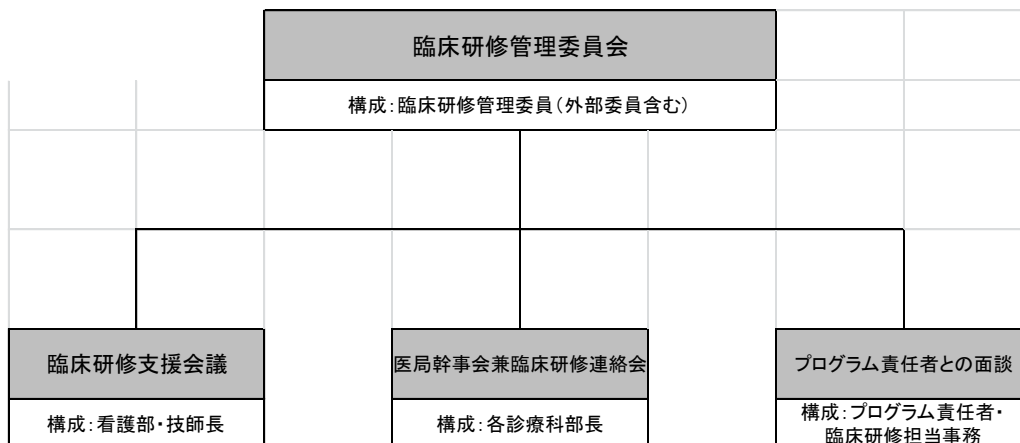 臨床研修管理委員会
構成：臨床研修管理委員（外部委員含む）
臨床研修支援会議
構成：看護部・技師長
医局幹事会兼臨床研修連絡会
構成：各診療科部長
プログラム責任者との面談
構成：プログラム責任者・
臨床研修担当事務